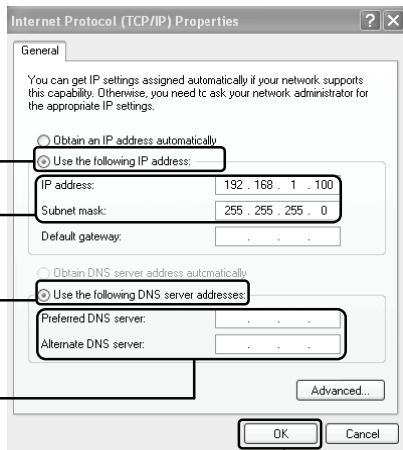 Internet Protocol (TCP/IP) Properties
General
You can get IP settings assigned automatically if your network supports
this capability. Otherwise, you need to ask your network administrator for
the appropriate IP settings.
Obtain an IP address automatically
Use the following IP address:
IP address: 192 . 168 . 1 . 100
Subnet mask: 255 . 255 . 255 . 0
Default gateway: . . .
Obtain DNS server address automatically
Use the following DNS server addresses:
Preferred DNS server: . . .
Alternate DNS server: . . .
Advanced...
OK Cancel